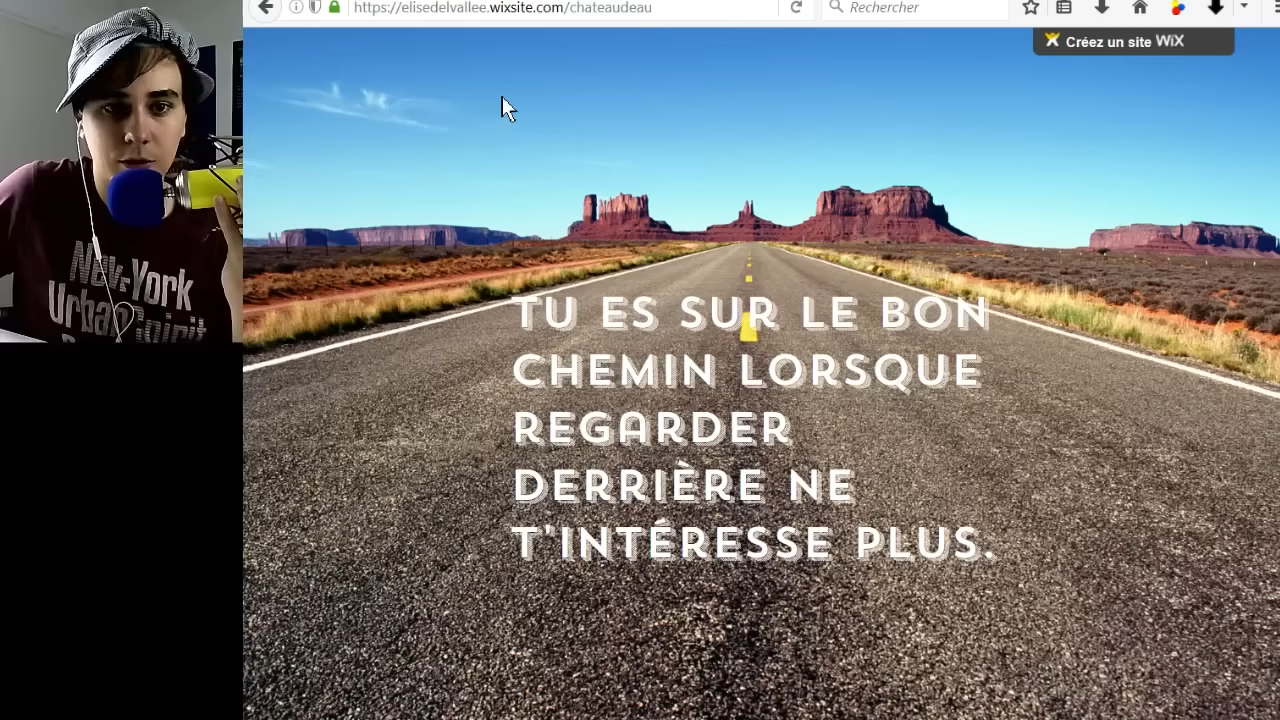 https://elisedelvallee.wixsite.com/chateaudeau
Rechercher
Créez un site WiX
TU ES SUR LE BON
CHEMIN LORSQUE
REGARDER
DERRIÈRE NE
T'INTÉRESSE PLUS.
New-York
Urban Spirit